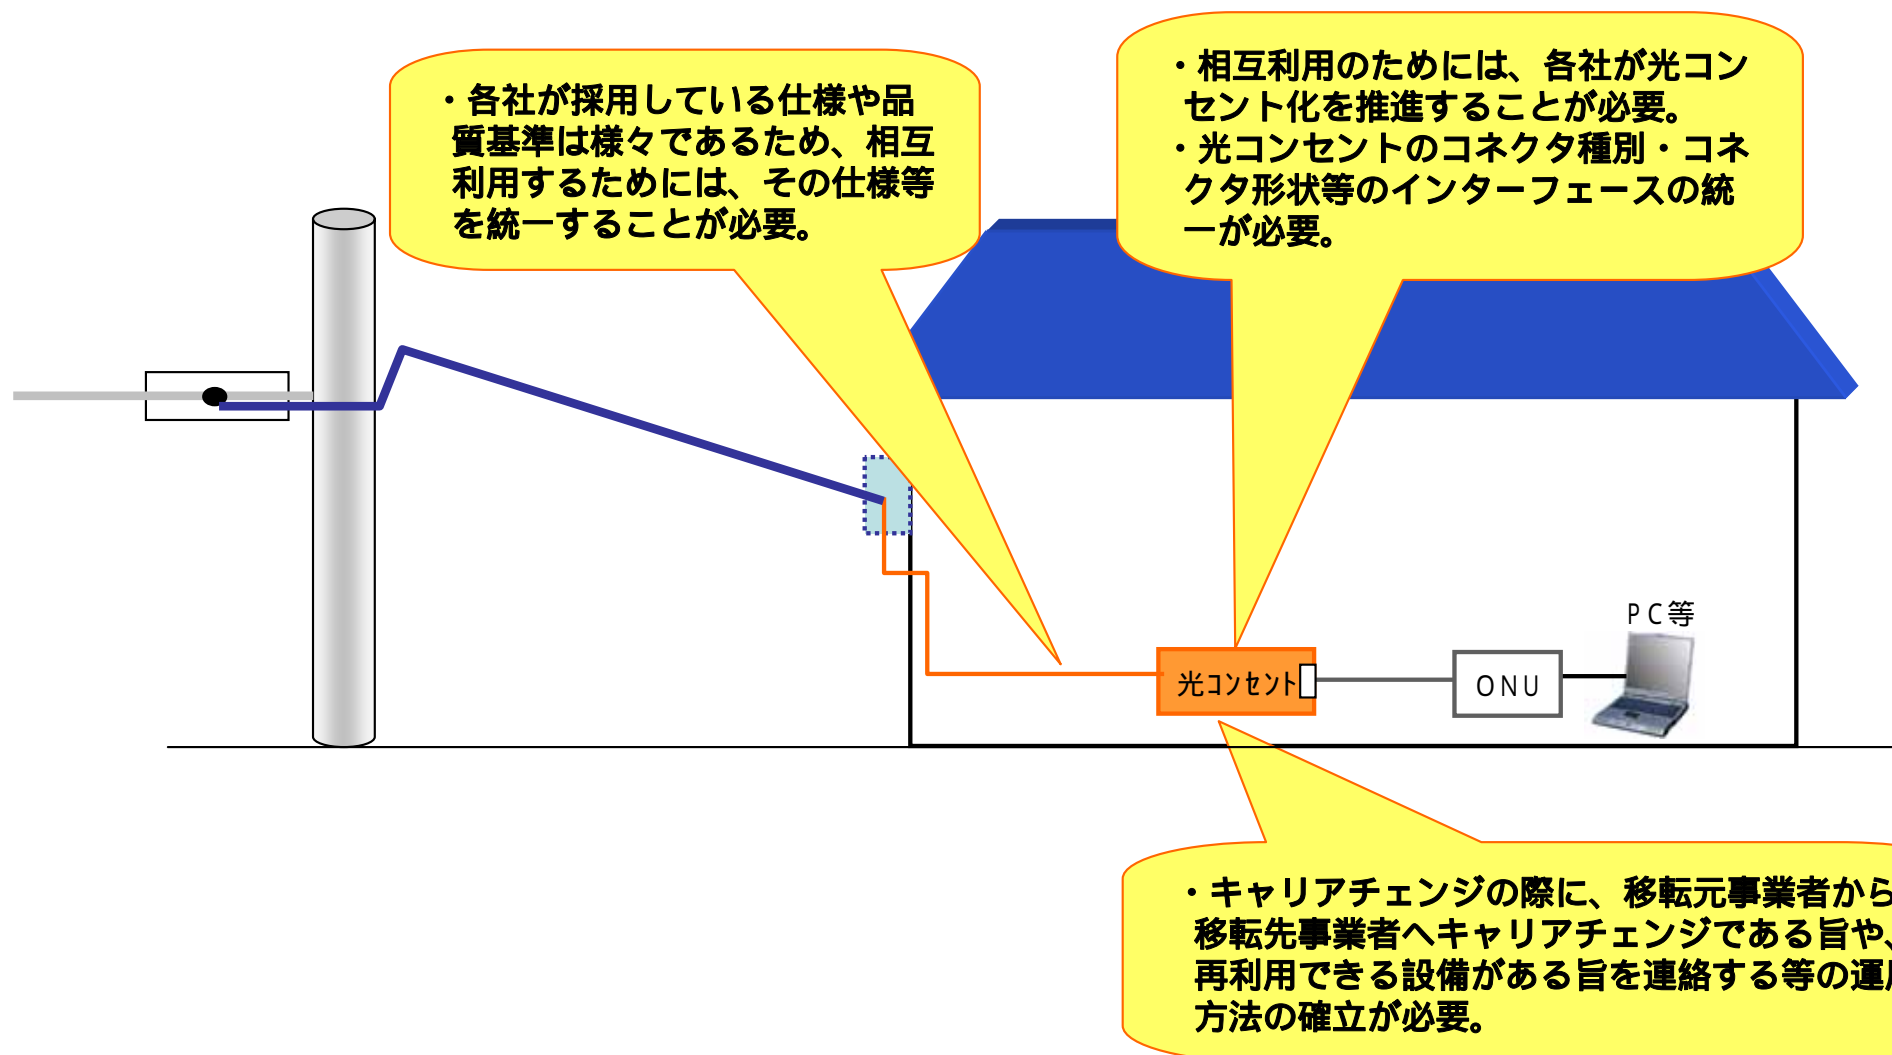 ・各社が採用している仕様や品
質基準は様々であるため、相互
利用するためには、その仕様等
を統一することが必要。
・相互利用のためには、各社が光コン
セント化を推進することが必要。
・光コンセントのコネクタ種別・コネ
クタ形状等のインターフェースの統
一が必要。
PC等
光コンセント
ONU
・キャリアチェンジの際に、移転元事業者から
移転先事業者へキャリアチェンジである旨や、
再利用できる設備がある旨を連絡する等の運用
方法の確立が必要。